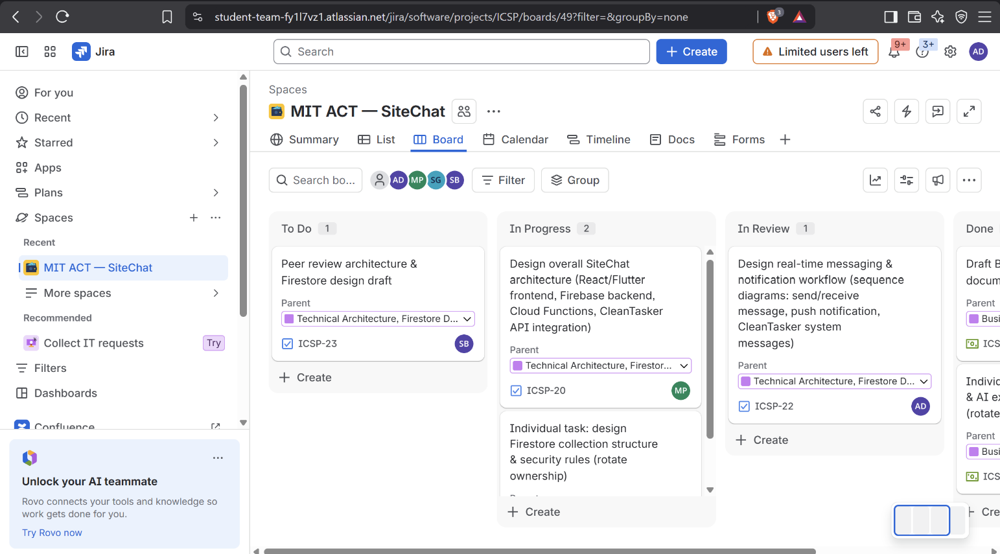 student-team-fy1l7vz1.atlassian.net/jira/software/projects/ICSP/boards/49?filter=&groupBy=none
3
Jira
Search
Create
Limited users left
9+
3+
AD
For you
Recent
Starred
Apps
Plans
Spaces
Recent
MIT ACT — SiteChat
More spaces
Recommended
Collect IT requests
Try
Filters
Dashboards
Confluence
Unlock your AI teammate
Rovo connects your tools and knowledge so
work gets done for you.
Try Rovo now
Spaces
MIT ACT — SiteChat
Summary
List
Board
Calendar
Timeline
Docs
Forms
Search bo...
AD
MP
SG
SB
Filter
Group
To Do 1
Peer review architecture &
Firestore design draft
Parent
Technical Architecture, Firestore D...
ICSP-23
SB
Create
In Progress 2
Design overall SiteChat
architecture (React/Flutter
frontend, Firebase backend,
Cloud Functions, CleanTasker
API integration)
Parent
Technical Architecture, Firestor...
ICSP-20
MP
Individual task: design
Firestore collection structure
& security rules (rotate
ownership)
Create
In Review 1
Design real-time messaging &
notification workflow (sequence
diagrams: send/receive
message, push notification,
CleanTasker system
messages)
Parent
Technical Architecture, Firestore D...
ICSP-22
AD
Create
Done
Draft B
docum
Parent
Busi
ICS
Individ
& AI ex
(rotate
Parent
Busi
ICS
Cre